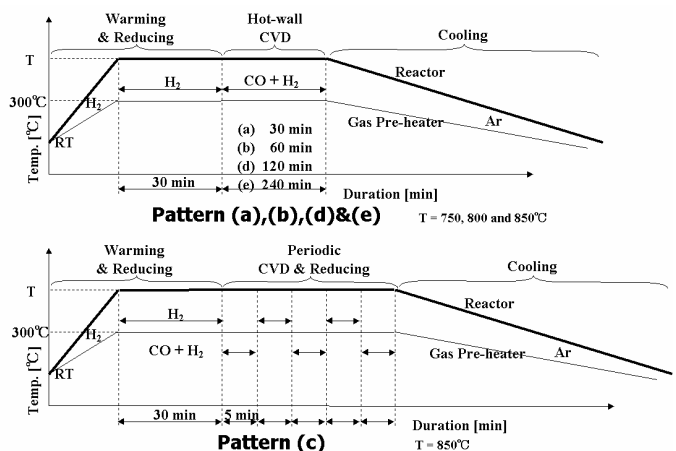 Warming
& Reducing
Hot-wall
CVD
Cooling
T
H₂
CO + H₂
Reactor
300℃
H₂
(a) 30 min
Gas Pre-heater
Ar
RT
(b) 60 min
(d) 120 min
(e) 240 min
Temp. [℃]
30 min
Duration [min]
Pattern (a),(b),(d)&(e)
T = 750, 800 and 850℃
Warming
& Reducing
Periodic
CVD & Reducing
Cooling
T
H₂
Reactor
300℃
H₂
CO + H₂
Gas Pre-heater
Ar
RT
Temp. [℃]
30 min
5 min
Duration [min]
Pattern (c)
T = 850℃